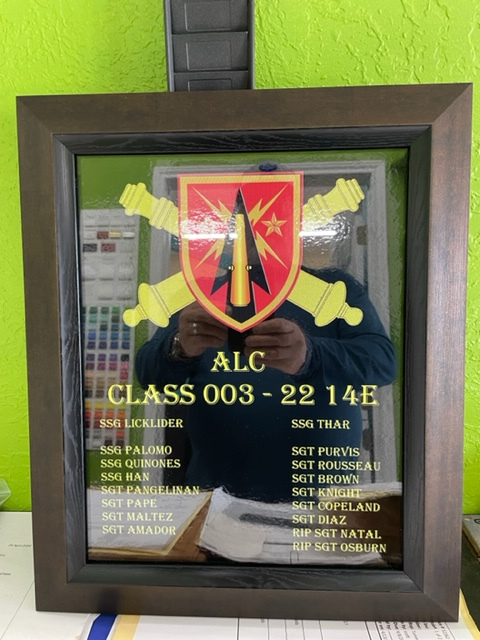 ALC
CLASS 003 - 22 14E
SSG LICKLIDER
SSG PALOMO
SSG QUINONES
SSG HAN
SGT PANGELINAN
SGT PAPE
SGT MALTEZ
SGT AMADOR
SSG THAR
SGT PURVIS
SGT ROUSSEAU
SGT BROWN
SGT KNIGHT
SGT COPELAND
SGT DIAZ
RIP SGT NATAL
RIP SGT OSBURN